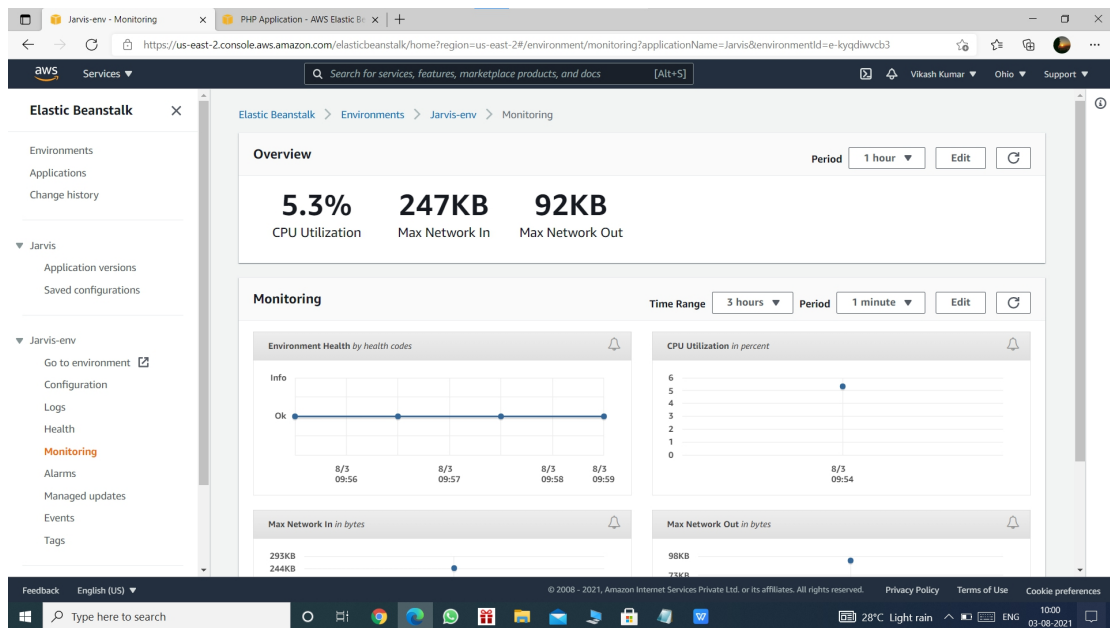 Jarvis-env - Monitoring
PHP Application - AWS Elastic Be
https://us-east-2.console.aws.amazon.com/elasticbeanstalk/home?region=us-east-2#/environment/monitoring?applicationName=Jarvis&environmentId=e-kyqdiwvcb3
aws Services ▼ Search for services, features, marketplace products, and docs [Alt+S] Vikash Kumar ▼ Ohio ▼ Support ▼
Elastic Beanstalk
Environments
Applications
Change history
Jarvis
Application versions
Saved configurations
Jarvis-env
Go to environment
Configuration
Logs
Health
Monitoring
Alarms
Managed updates
Events
Tags
Elastic Beanstalk > Environments > Jarvis-env > Monitoring
Overview
Period 1 hour ▼ Edit
5.3% 247KB 92KB
CPU Utilization Max Network In Max Network Out
Monitoring
Time Range 3 hours ▼ Period 1 minute ▼ Edit
Environment Health by health codes
Info
Ok
8/3 8/3 8/3 8/3
09:56 09:57 09:58 09:59
CPU Utilization in percent
6
5
4
3
2
1
0
8/3
09:54
Max Network In in bytes
293KB
244KB
Max Network Out in bytes
98KB
73KB
Feedback English (US) ▼ © 2008 - 2021, Amazon Internet Services Private Ltd. or its affiliates. All rights reserved. Privacy Policy Terms of Use Cookie preferences
Type here to search
28°C Light rain ENG 10:00
03-08-2021